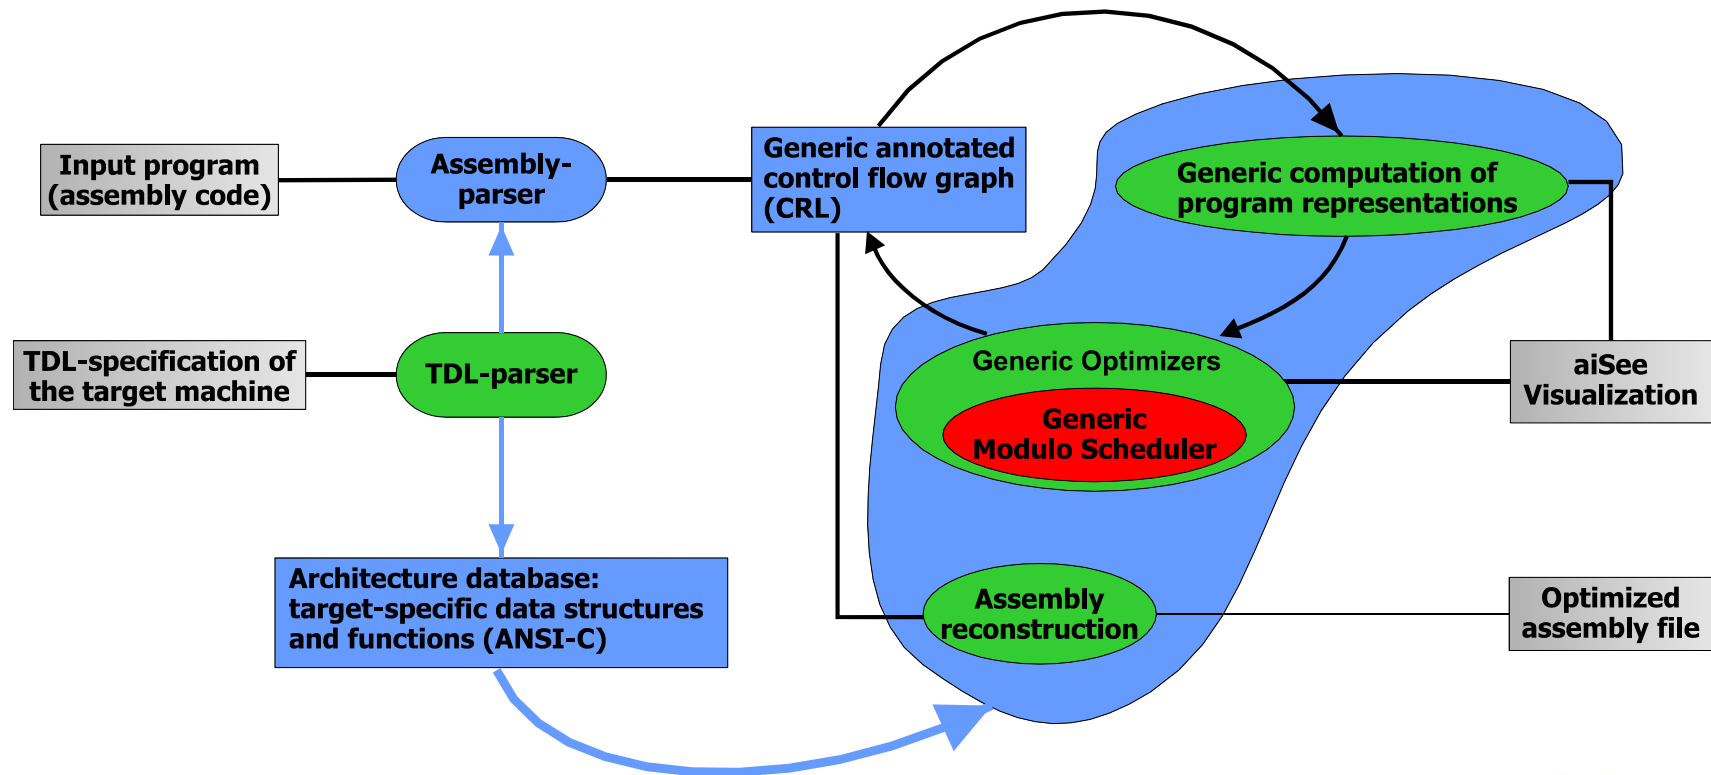 Input program
(assembly code)
Assembly-
parser
Generic annotated
control flow graph
(CRL)
Generic computation of
program representations
TDL-specification of
the target machine
TDL-parser
Generic Optimizers
Generic
Modulo Scheduler
aiSee
Visualization
Architecture database:
target-specific data structures
and functions (ANSI-C)
Assembly
reconstruction
Optimized
assembly file